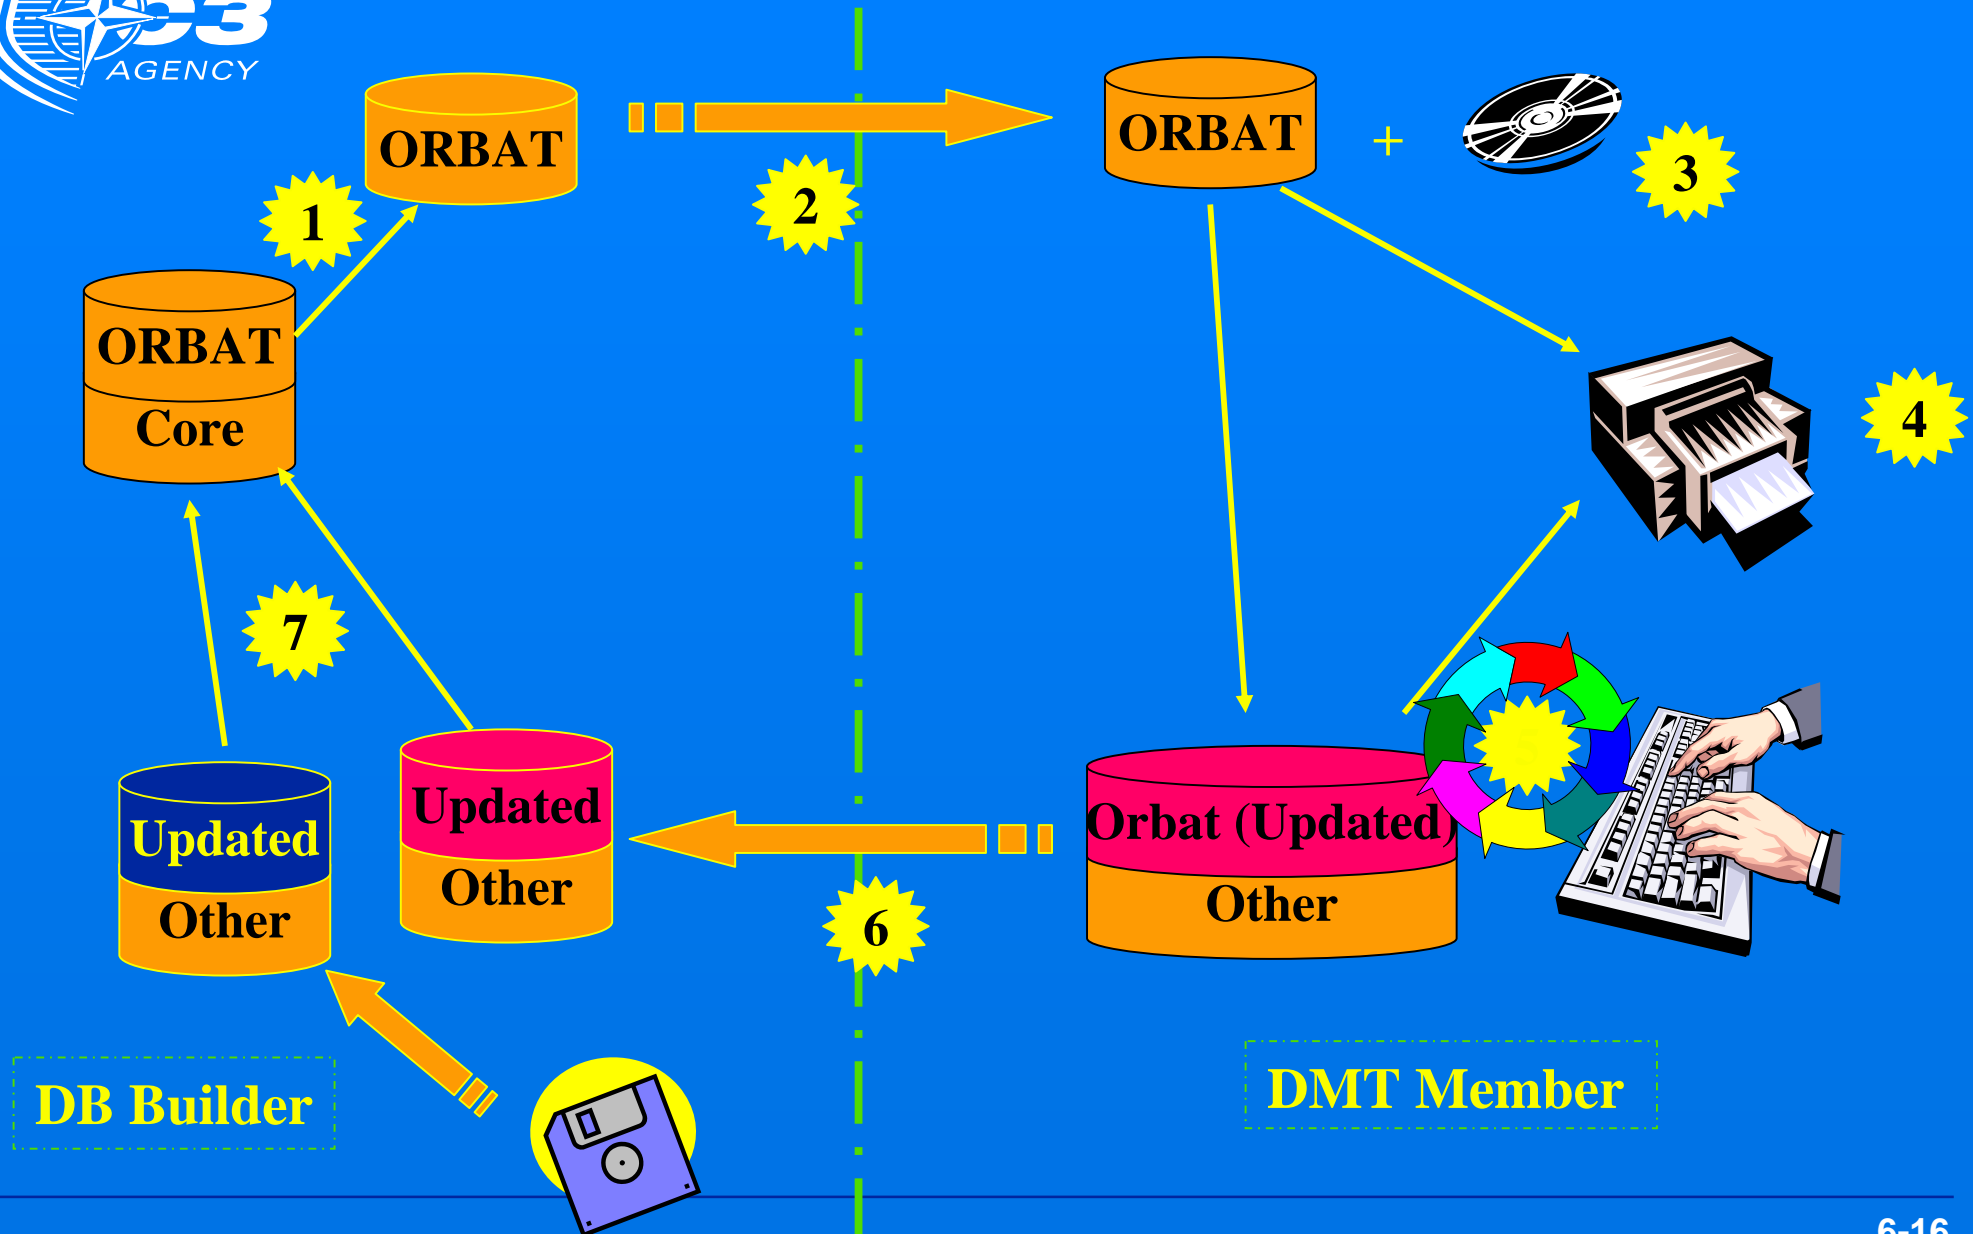 AGENCY
ORBAT
ORBAT
+
3
1
2
ORBAT
Core
4
7
5
Updated
Orbat (Updated)
Updated
Other
Other
Other
6
DB Builder
DMT Member
6-16